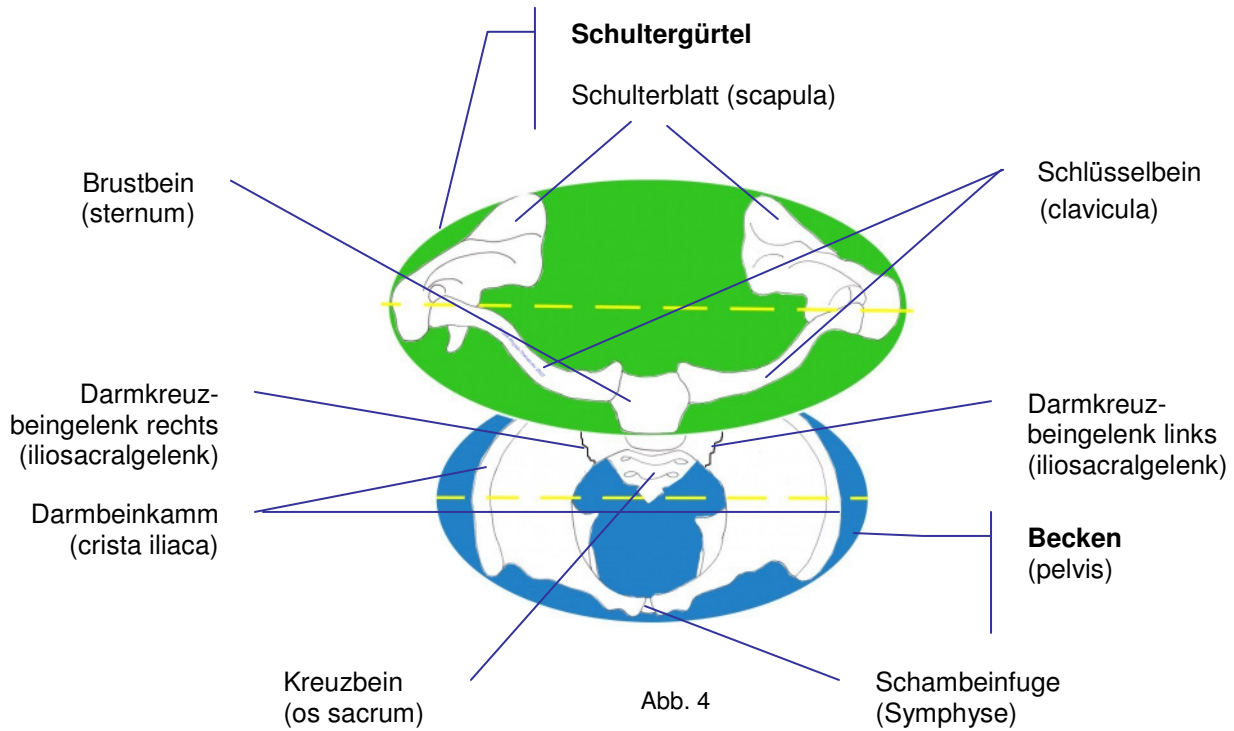 Schultergürtel
Schulterblatt (scapula)
Brustbein
(sternum)
Schlüsselbein
(clavicula)
Darmkreuz-
beingelenk rechts
(iliosacralgelenk)
Darmkreuz-
beingelenk links
(iliosacralgelenk)
Darmbeinkamm
(crista iliaca)
Becken
(pelvis)
Kreuzbein
(os sacrum)
Abb. 4
Schambeinfuge
(Symphyse)